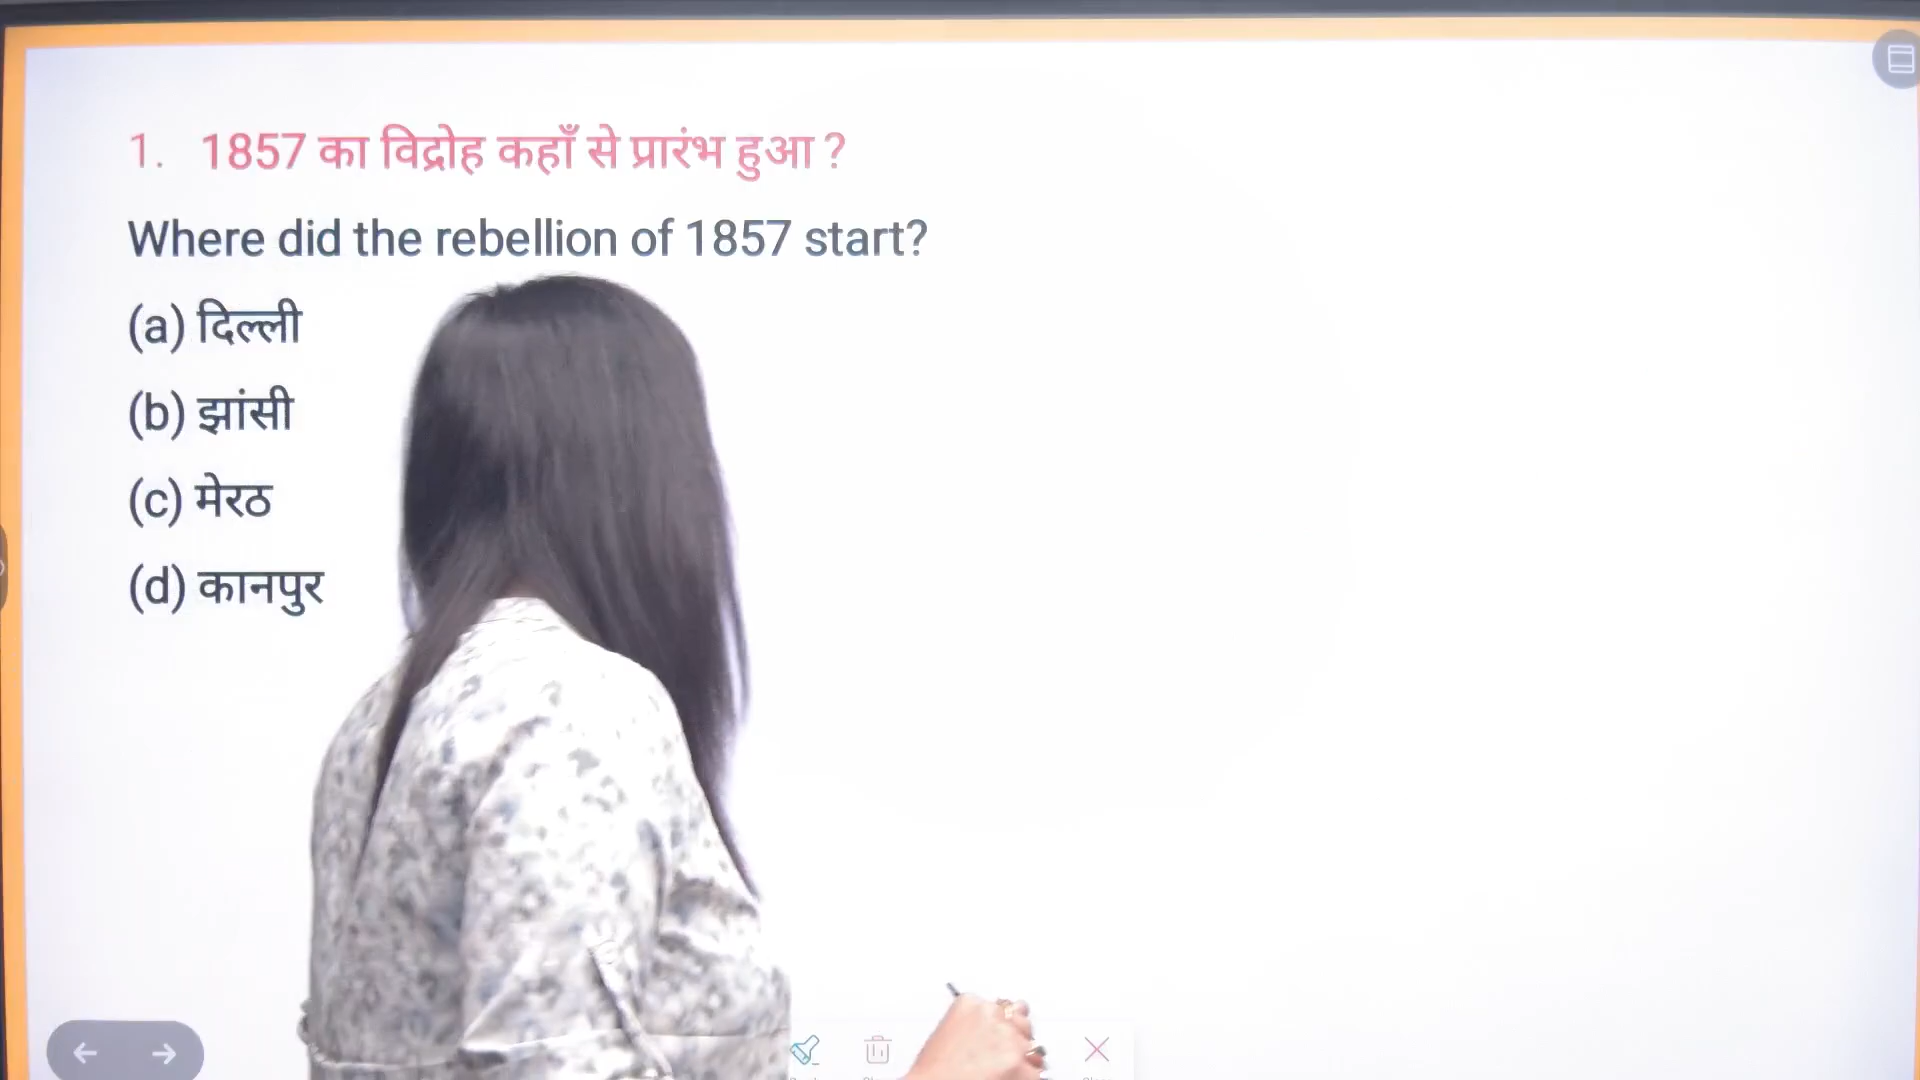 1. 1857 का विद्रोह कहाँ से प्रारंभ हुआ ?
Where did the rebellion of 1857 start?
(a) दिल्ली
(b) झांसी
(c) मेरठ
(d) कानपुर